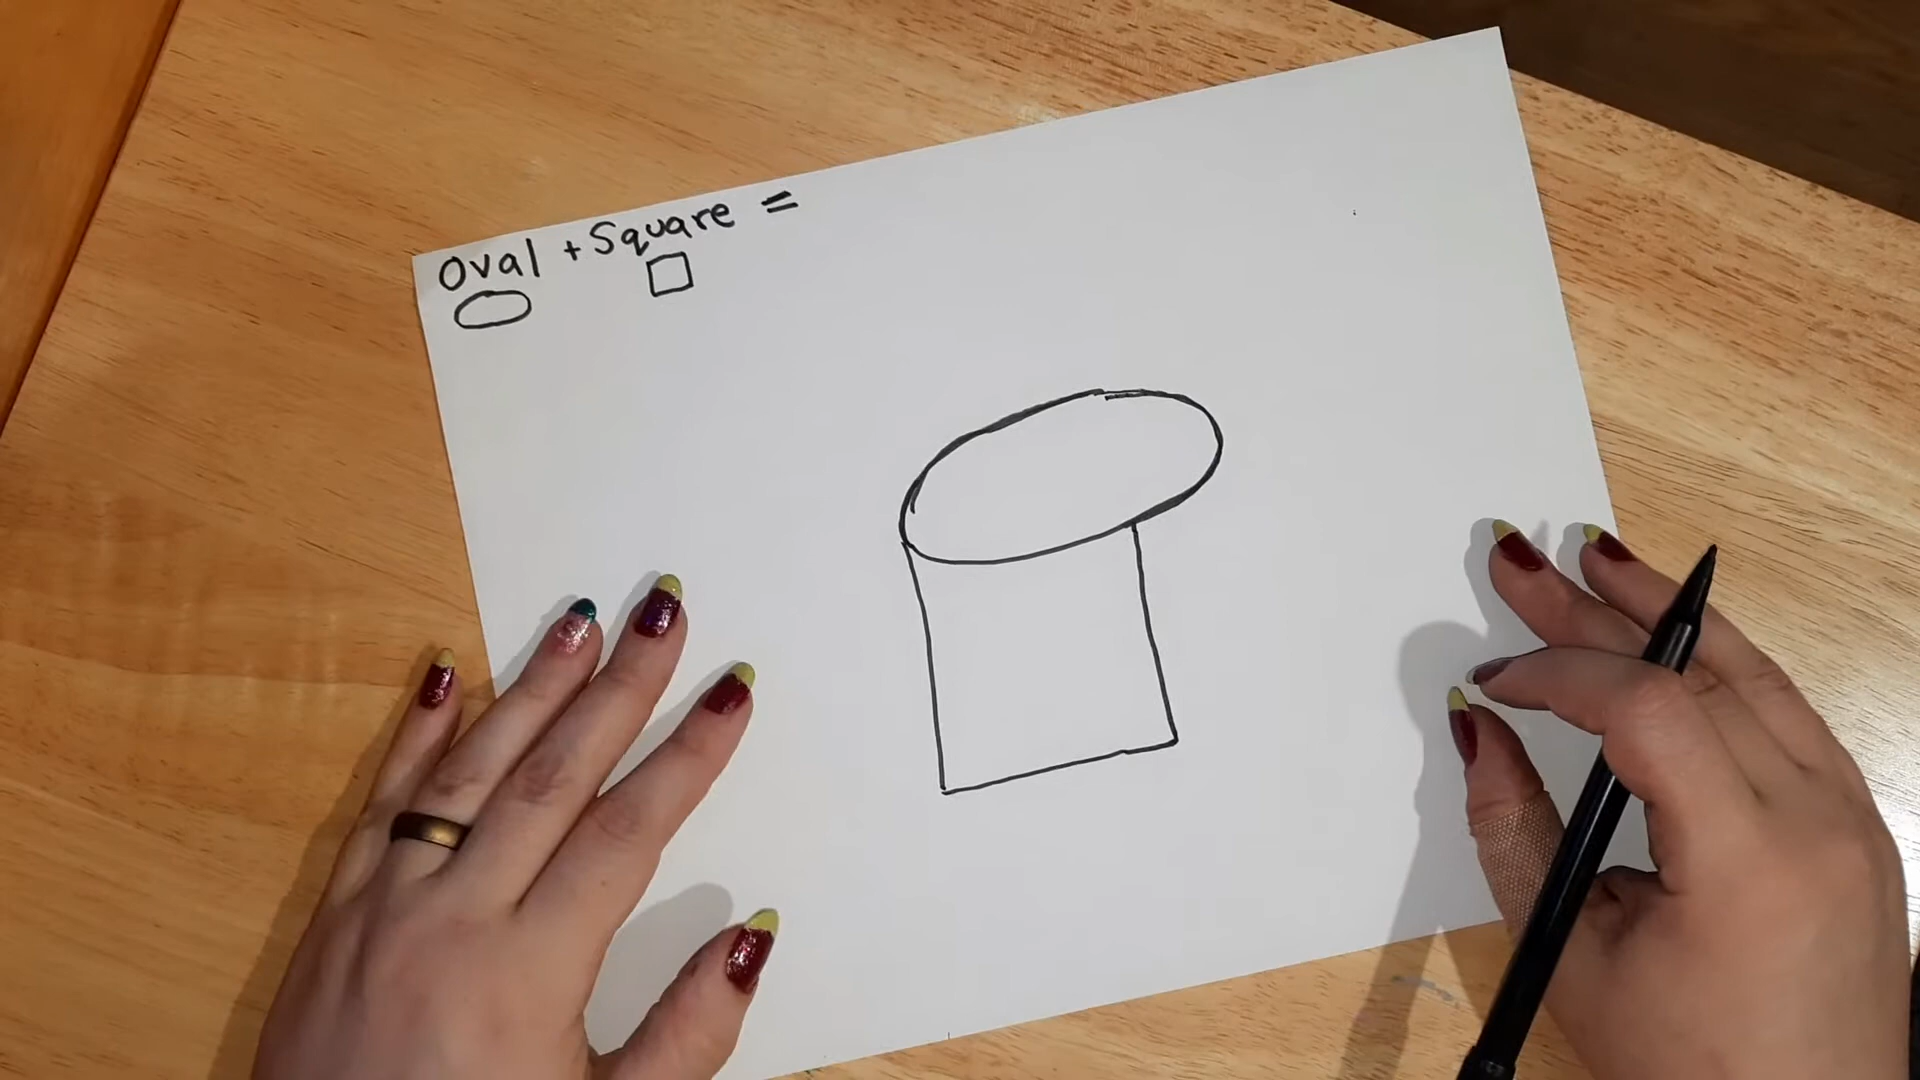 Oval + Square =